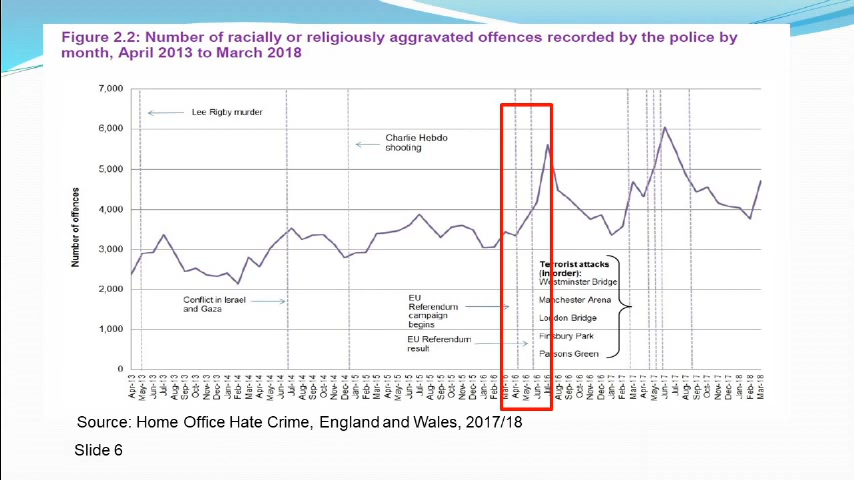 Figure 2.2: Number of racially or religiously aggravated offences recorded by the police by
month, April 2013 to March 2018
7,000
6,000
5,000
4,000
3,000
2,000
1,000
0
Number of offences
Lee Rigby murder
Charlie Hebdo
shooting
Conflict in Israel
and Gaza
EU
Referendum
campaign
begins
EU Referendum
result
Terrorist attacks
(in order):
Westminster Bridge
Manchester Arena
London Bridge
Finsbury Park
Parsons Green
Apr-13
May-13
Jun-13
Jul-13
Aug-13
Sep-13
Oct-13
Nov-13
Dec-13
Jan-14
Feb-14
Mar-14
Apr-14
May-14
Jun-14
Jul-14
Aug-14
Sep-14
Oct-14
Nov-14
Dec-14
Jan-15
Feb-15
Mar-15
Apr-15
May-15
Jun-15
Jul-15
Aug-15
Sep-15
Oct-15
Nov-15
Dec-15
Jan-16
Feb-16
Mar-16
Apr-16
May-16
Jun-16
Jul-16
Aug-16
Sep-16
Oct-16
Nov-16
Dec-16
Jan-17
Feb-17
Mar-17
Apr-17
May-17
Jun-17
Jul-17
Aug-17
Sep-17
Oct-17
Nov-17
Dec-17
Jan-18
Feb-18
Mar-18
Source: Home Office Hate Crime, England and Wales, 2017/18
Slide 6